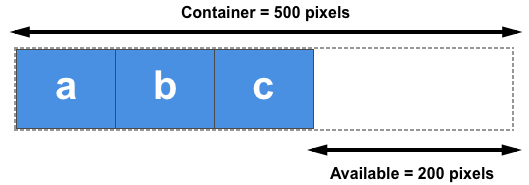 Container = 500 pixels
a b c
Available = 200 pixels